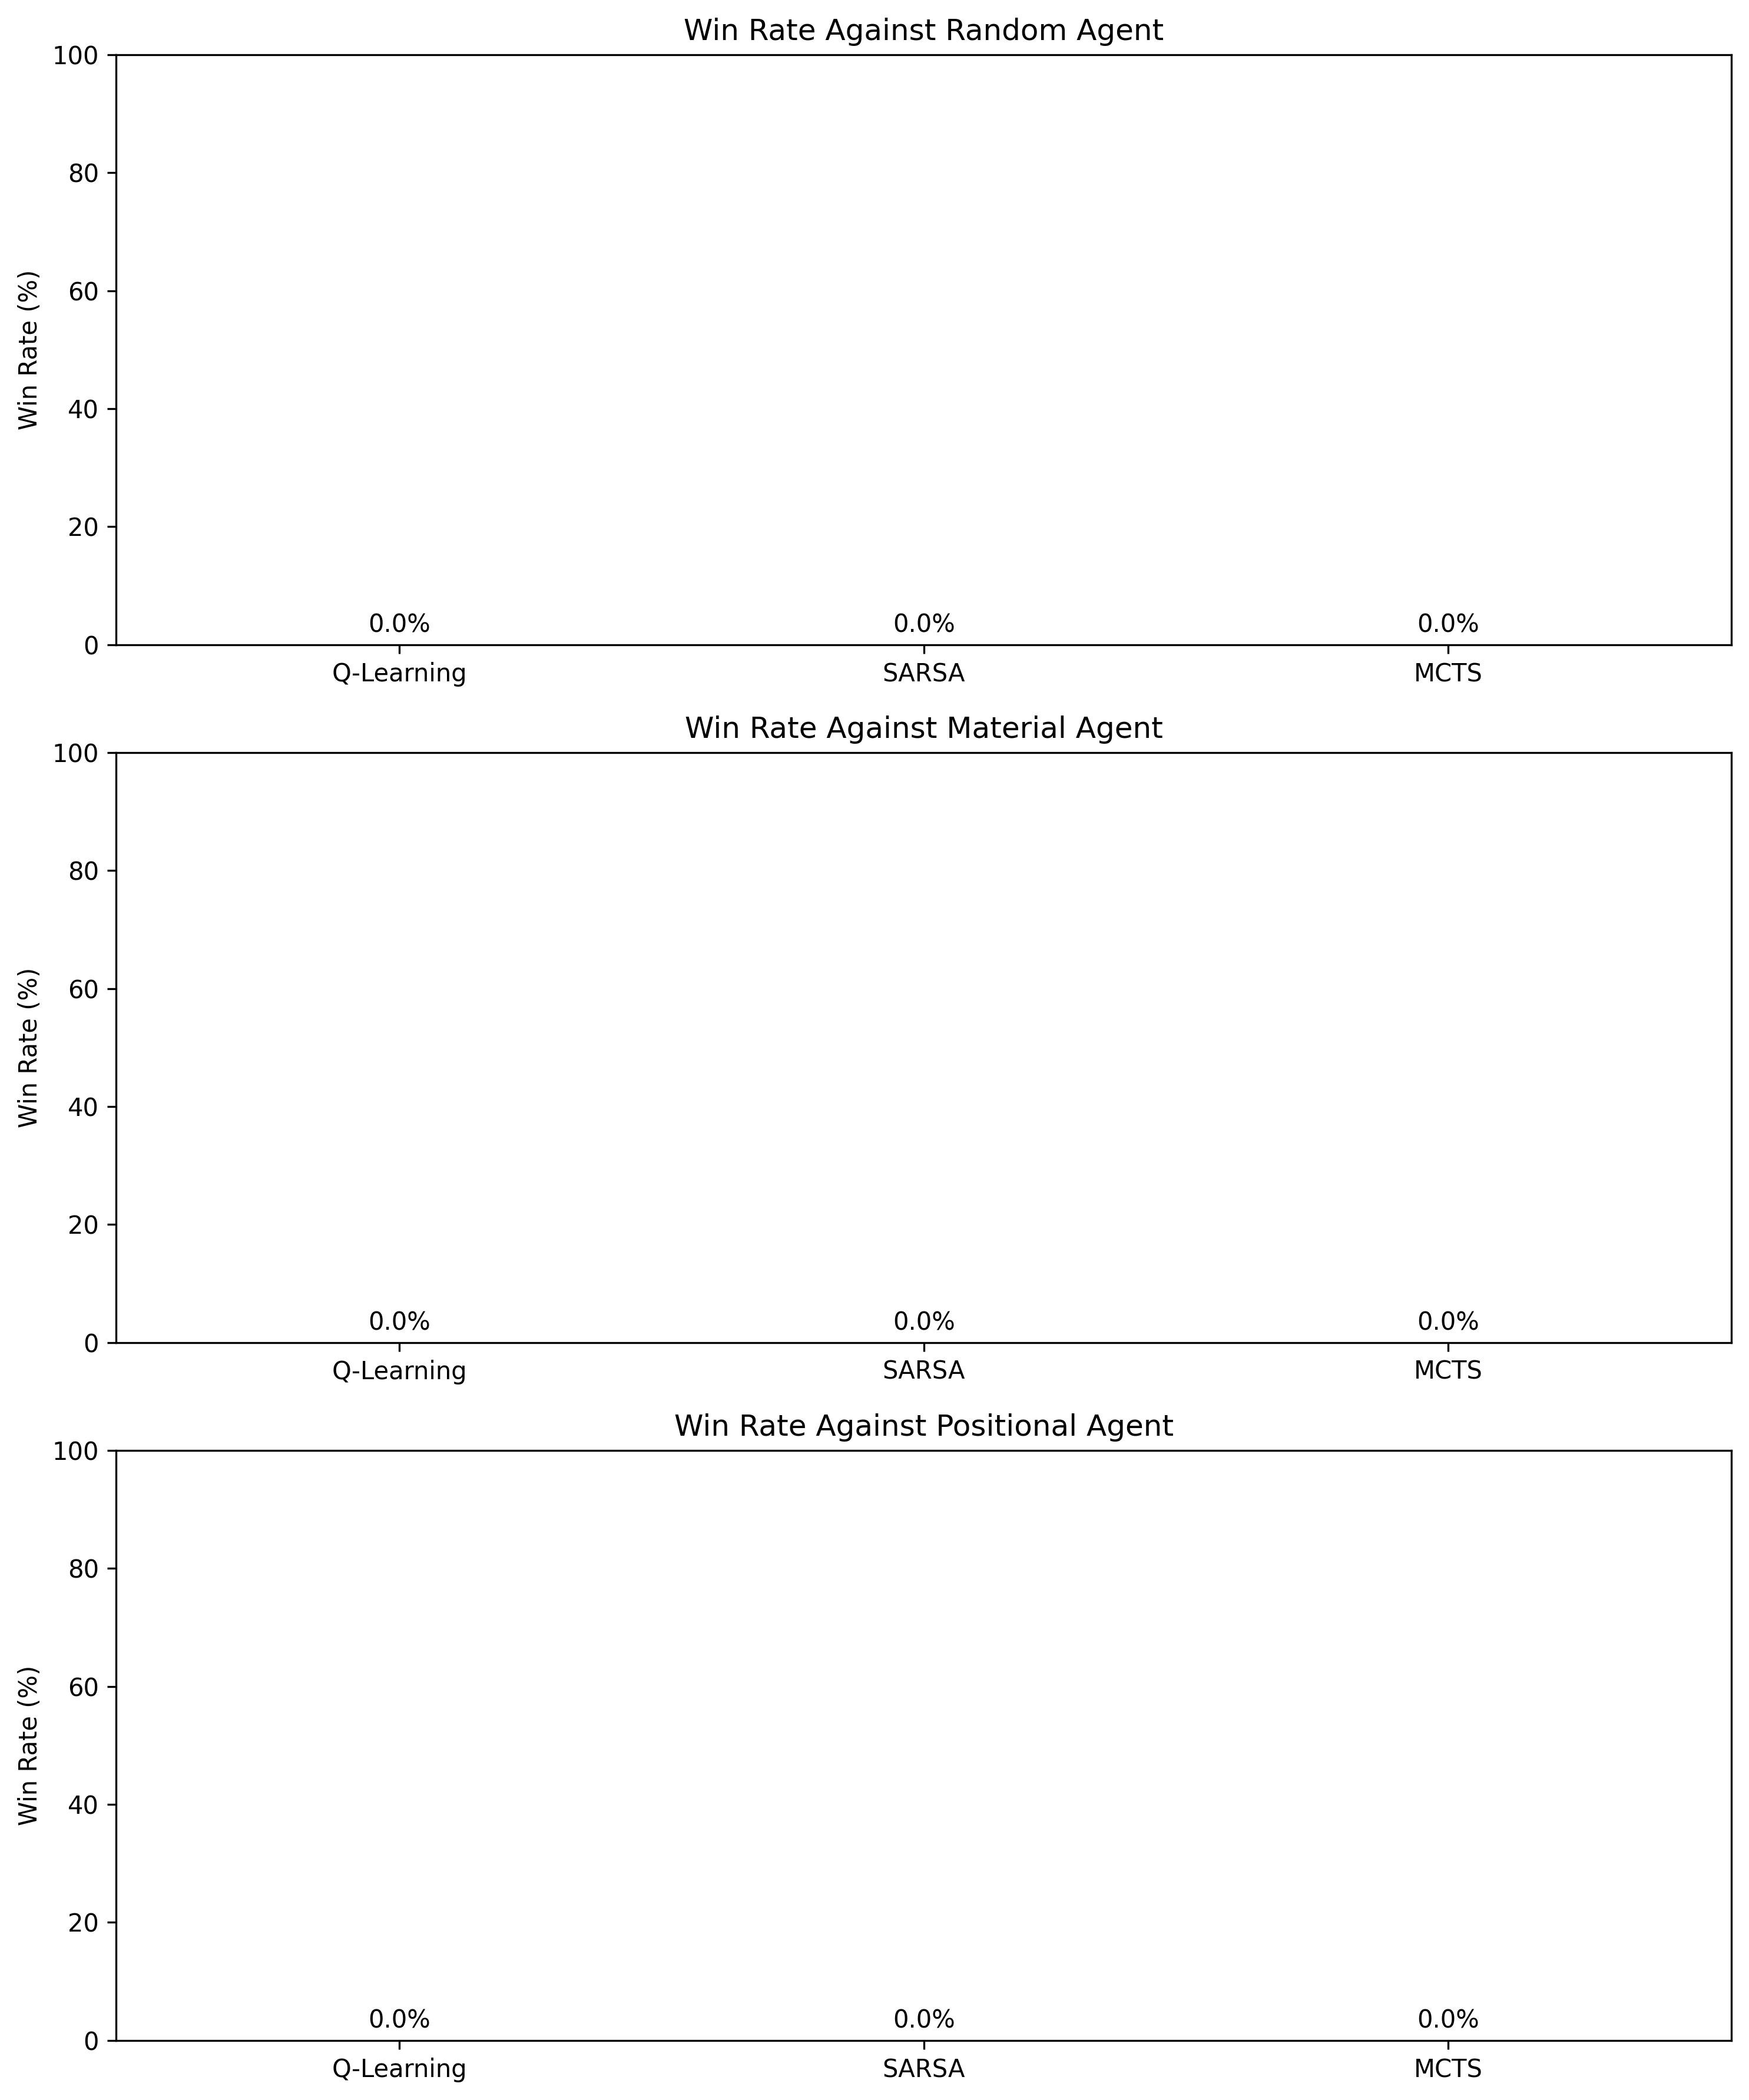 Win Rate Against Random Agent
100
80
60
40
20
0
Win Rate (%)
0.0% 0.0% 0.0%
Q-Learning SARSA MCTS
Win Rate Against Material Agent
100
80
60
40
20
0
Win Rate (%)
0.0% 0.0% 0.0%
Q-Learning SARSA MCTS
Win Rate Against Positional Agent
100
80
60
40
20
0
Win Rate (%)
0.0% 0.0% 0.0%
Q-Learning SARSA MCTS